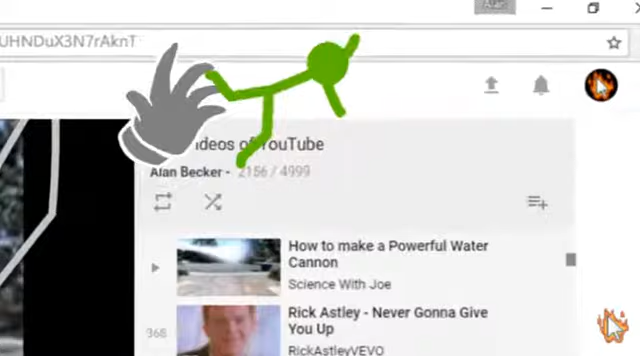 Alan
UHNDuX3N7rAknT
ideos of YouTube
Alan Becker - 2156 / 4999
How to make a Powerful Water
Cannon
Science With Joe
368
Rick Astley - Never Gonna Give
You Up
RickAstleyVEVO